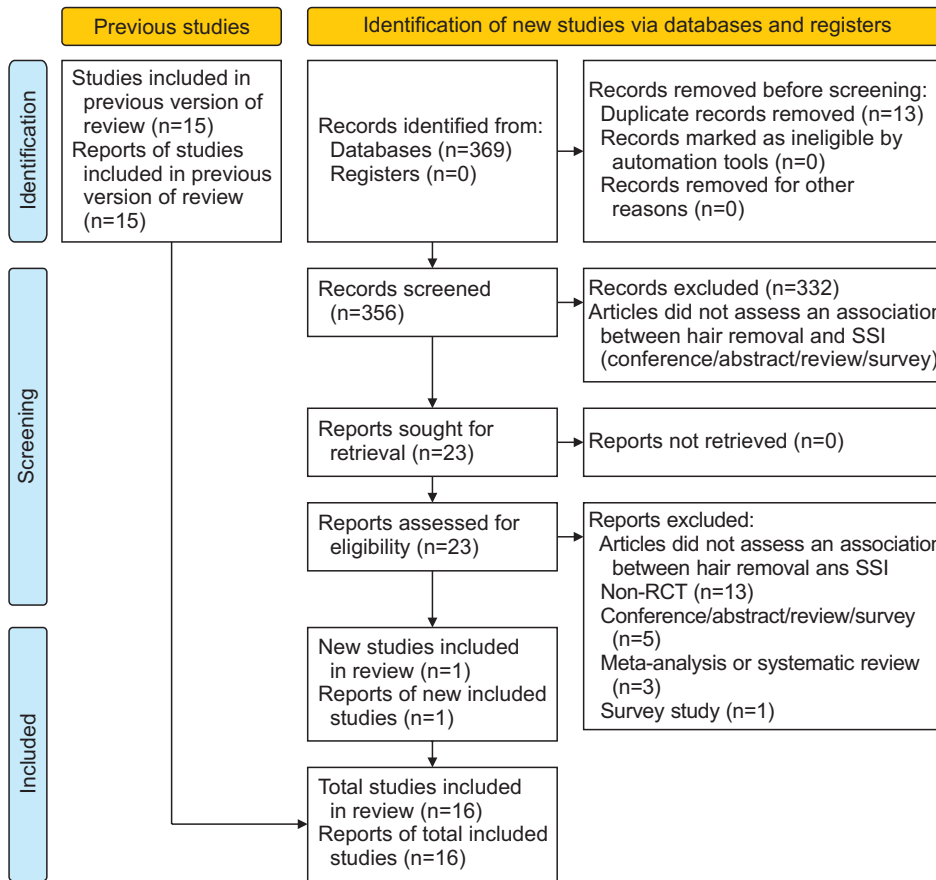 Previous studies
Identification of new studies via databases and registers
Identification
Studies included in
previous version of
review (n=15)
Reports of studies
included in previous
version of review
(n=15)
Records identified from:
Databases (n=369)
Registers (n=0)
Records removed before screening:
Duplicate records removed (n=13)
Records marked as ineligible by
automation tools (n=0)
Records removed for other
reasons (n=0)
Screening
Records screened
(n=356)
Records excluded (n=332)
Articles did not assess an association
between hair removal and SSI
(conference/abstract/review/survey)
Reports sought for
retrieval (n=23)
Reports not retrieved (n=0)
Reports assessed for
eligibility (n=23)
Reports excluded:
Articles did not assess an association
between hair removal ans SSI
Non-RCT (n=13)
Conference/abstract/review/survey
(n=5)
Meta-analysis or systematic review
(n=3)
Survey study (n=1)
Included
New studies included
in review (n=1)
Reports of new included
studies (n=1)
Total studies included
in review (n=16)
Reports of total included
studies (n=16)